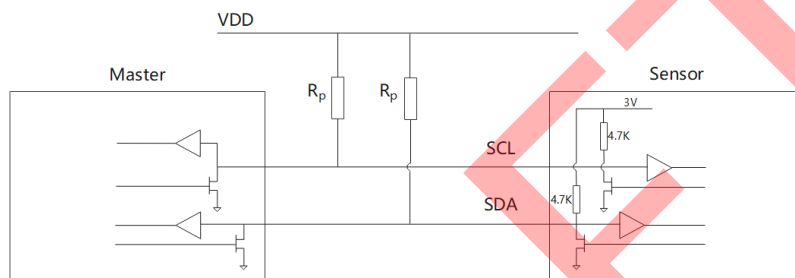 VDD
Master
Sensor
Rp
Rp
3V
4.7K
SCL
4.7K
SDA